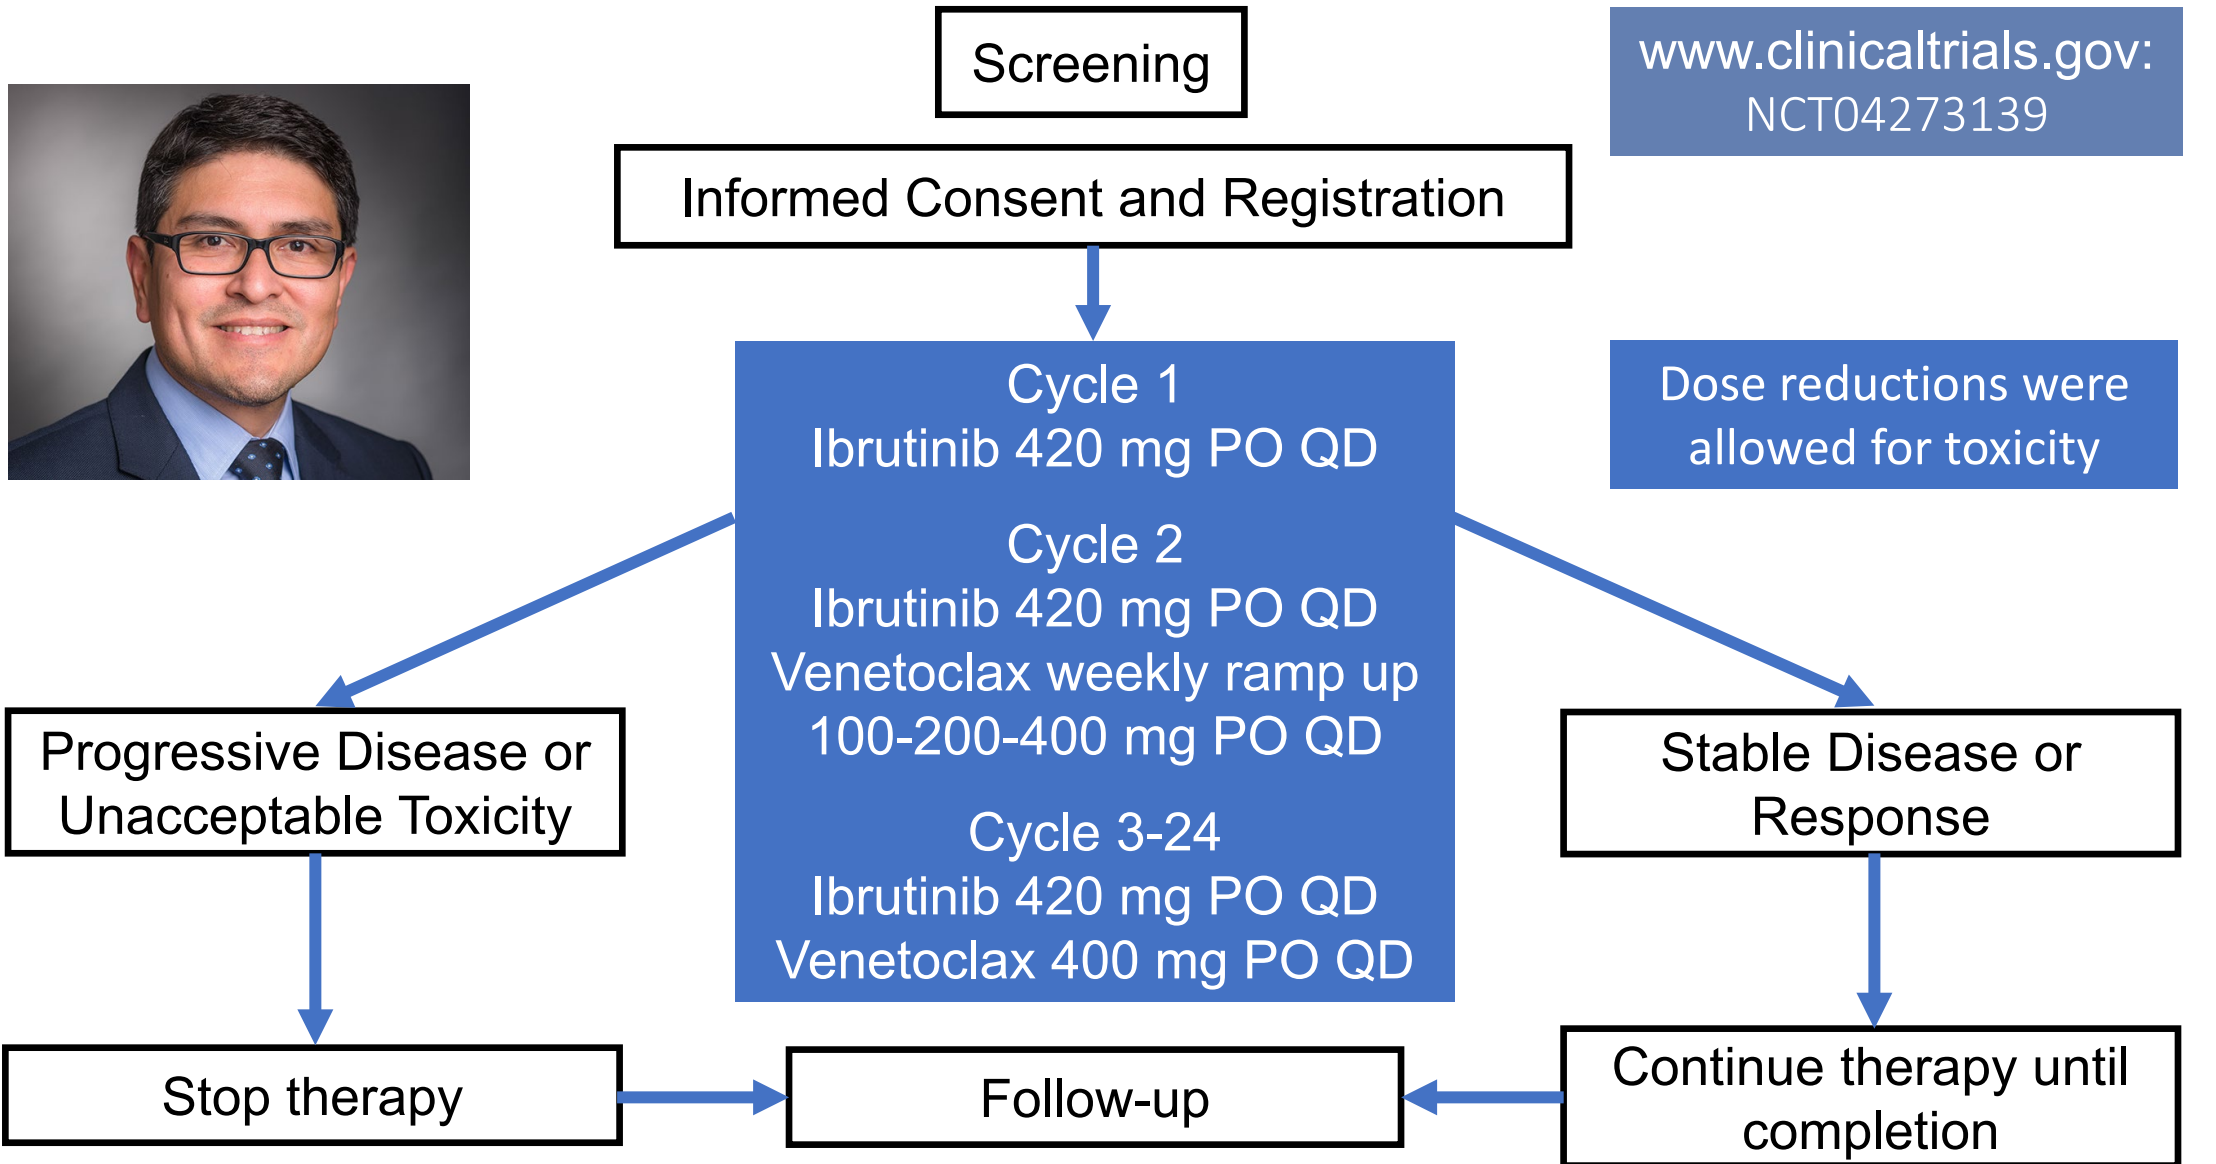 Screening
www.clinicaltrials.gov:
NCT04273139
Informed Consent and Registration
Cycle 1
Ibrutinib 420 mg PO QD
Cycle 2
Ibrutinib 420 mg PO QD
Venetoclax weekly ramp up
100-200-400 mg PO QD
Cycle 3-24
Ibrutinib 420 mg PO QD
Venetoclax 400 mg PO QD
Dose reductions were
allowed for toxicity
Progressive Disease or
Unacceptable Toxicity
Stable Disease or
Response
Stop therapy
Follow-up
Continue therapy until
completion